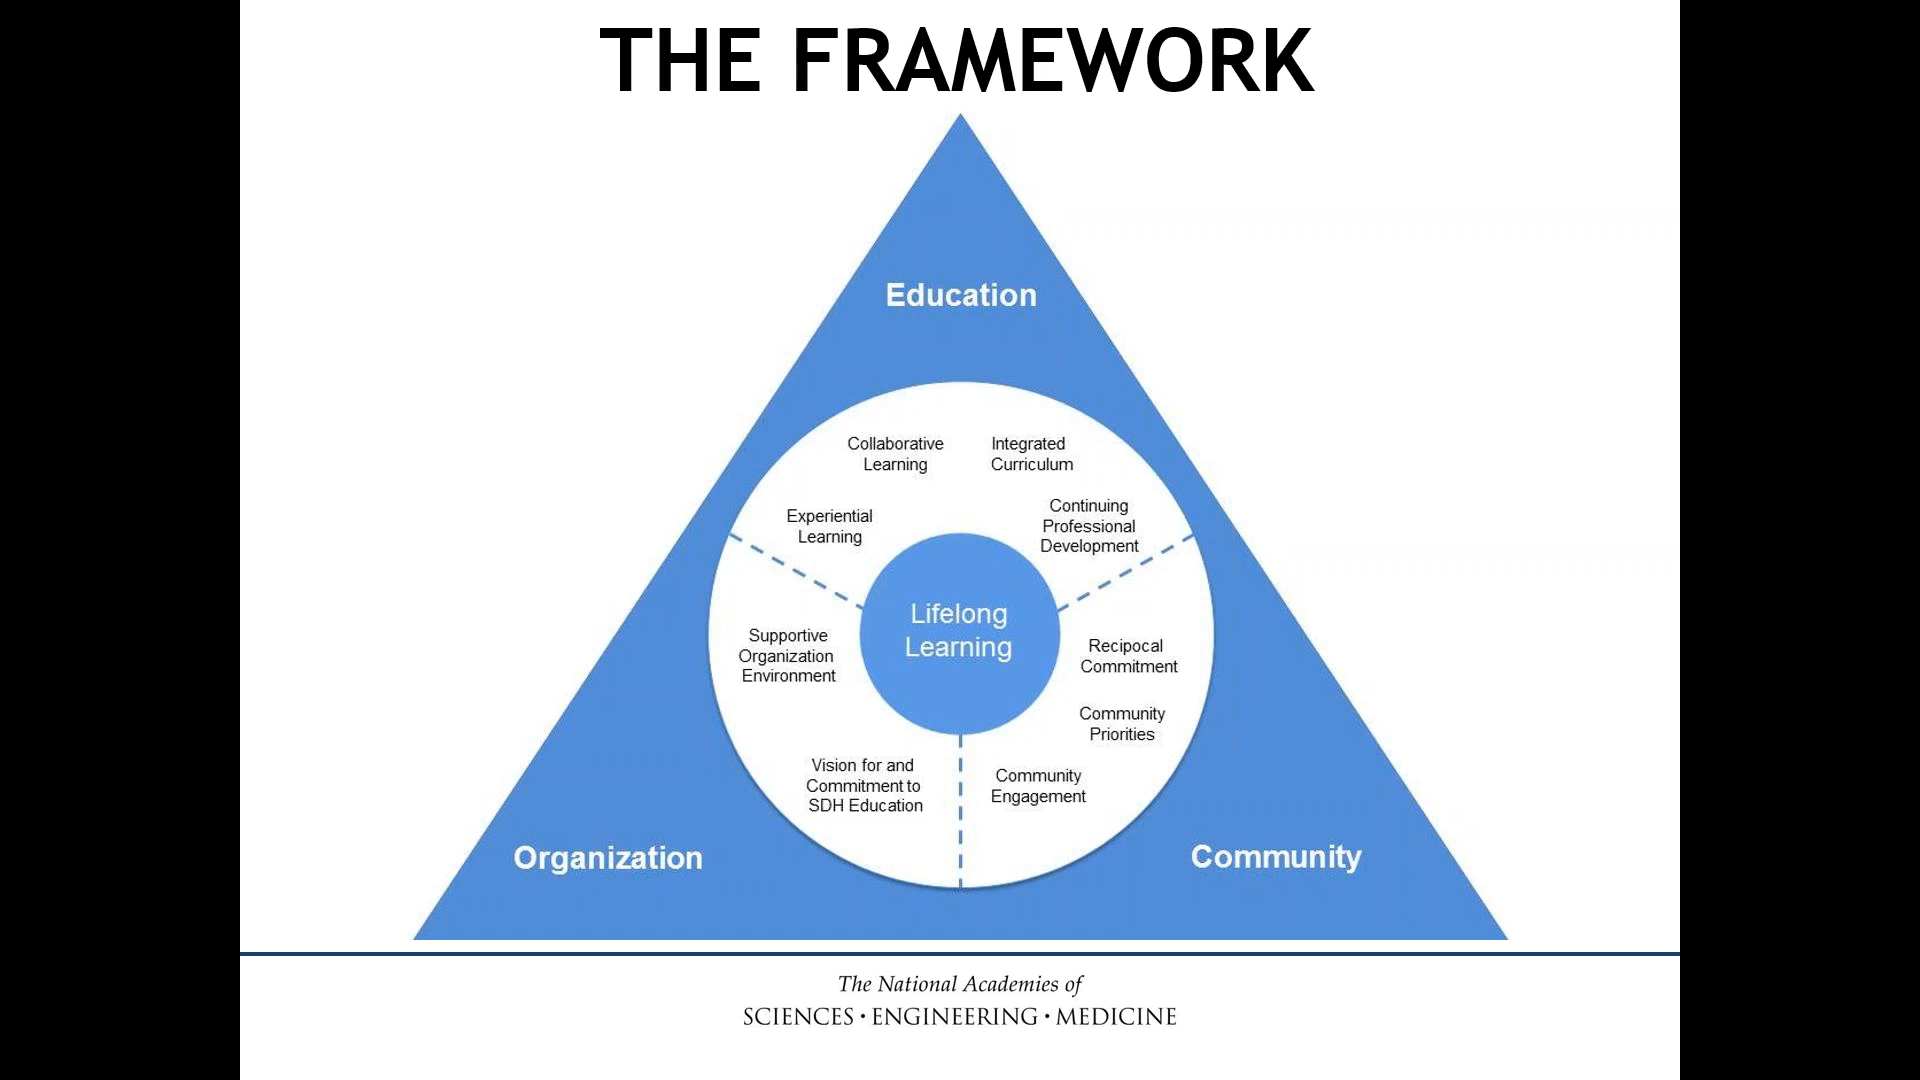 THE FRAMEWORK
Education
Collaborative
Learning
Integrated
Curriculum
Experiential
Learning
Continuing
Professional
Development
Lifelong
Learning
Supportive
Organization
Environment
Reciprocal
Commitment
Community
Priorities
Vision for and
Commitment to
SDH Education
Community
Engagement
Organization
Community
The National Academies of
SCIENCES · ENGINEERING · MEDICINE